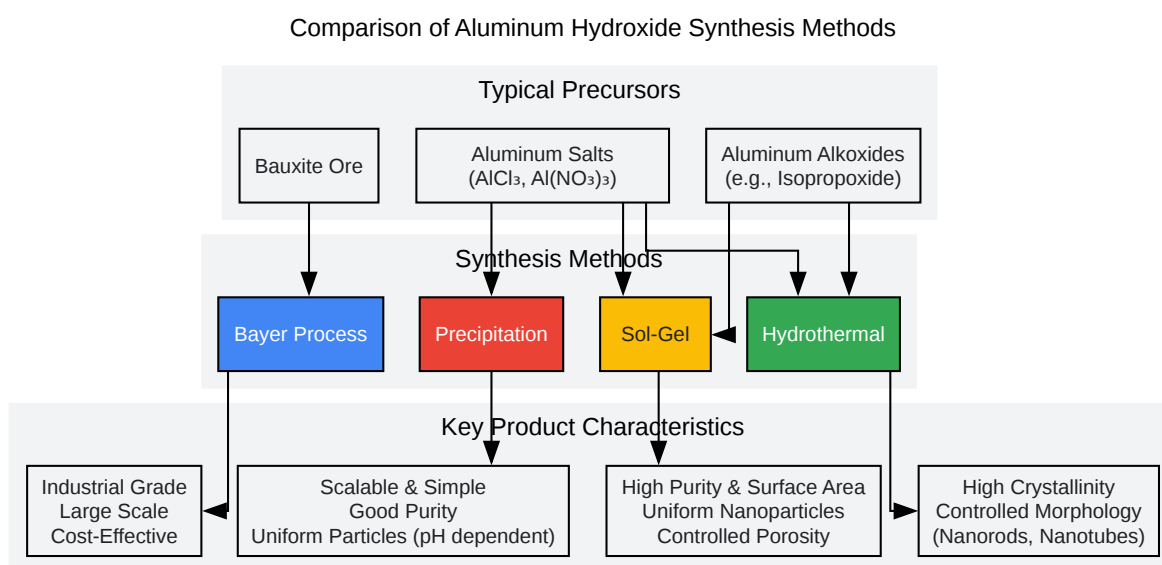 Comparison of Aluminum Hydroxide Synthesis Methods
Typical Precursors
Bauxite Ore
Aluminum Salts
(AlCl₃, Al(NO₃)₃)
Aluminum Alkoxides
(e.g., Isopropoxide)
Synthesis Methods
Bayer Process
Precipitation
Sol-Gel
Hydrothermal
Key Product Characteristics
Industrial Grade
Large Scale
Cost-Effective
Scalable & Simple
Good Purity
Uniform Particles (pH dependent)
High Purity & Surface Area
Uniform Nanoparticles
Controlled Porosity
High Crystallinity
Controlled Morphology
(Nanorods, Nanotubes)